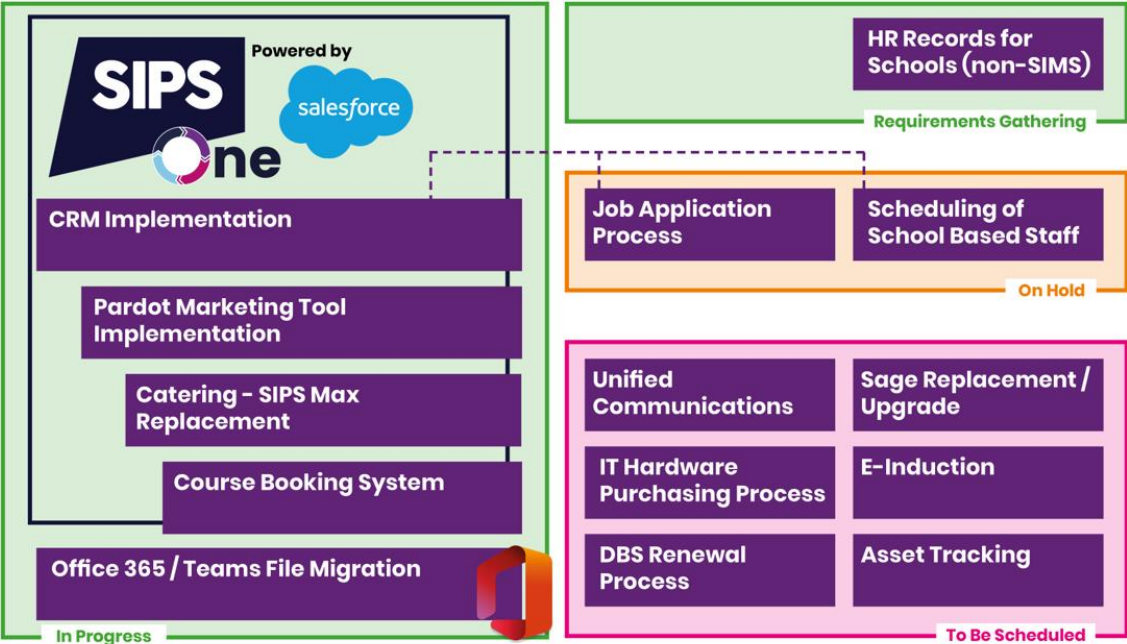 SIPS
One
Powered by
salesforce
CRM Implementation
Pardot Marketing Tool
Implementation
Catering - SIPS Max
Replacement
Course Booking System
Office 365 / Teams File Migration
In Progress
HR Records for
Schools (non-SIMS)
Requirements Gathering
Job Application
Process
Scheduling of
School Based Staff
On Hold
Unified
Communications
Sage Replacement /
Upgrade
IT Hardware
Purchasing Process
E-Induction
DBS Renewal
Process
Asset Tracking
To Be Scheduled